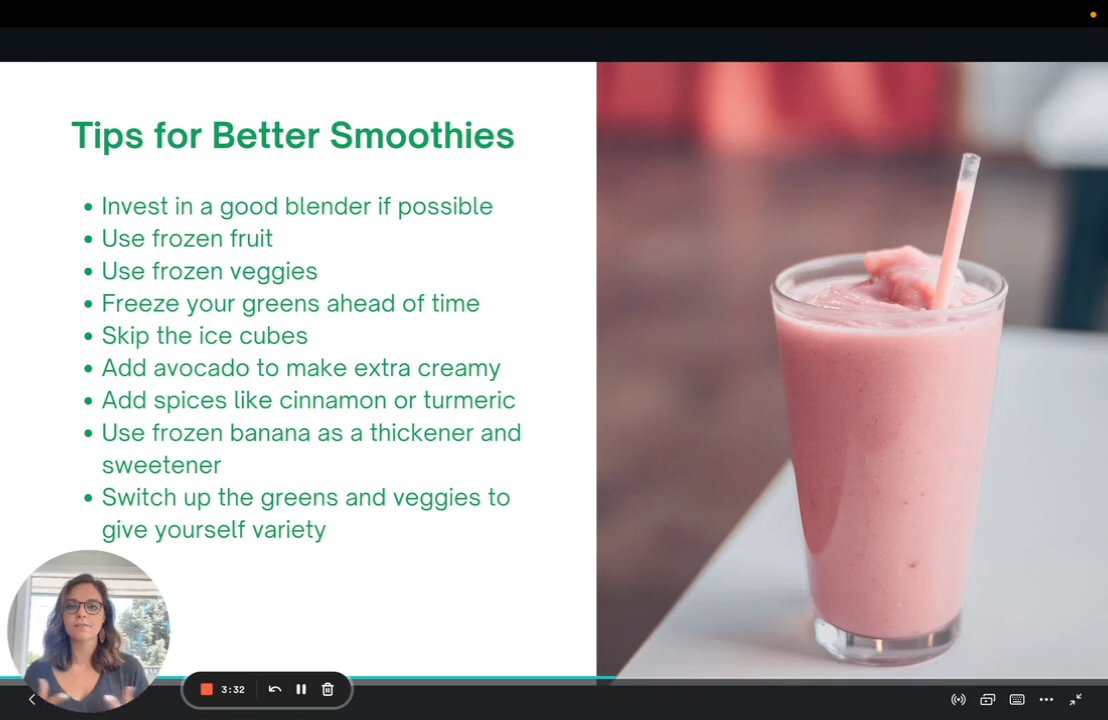 Tips for Better Smoothies
• Invest in a good blender if possible
• Use frozen fruit
• Use frozen veggies
• Freeze your greens ahead of time
• Skip the ice cubes
• Add avocado to make extra creamy
• Add spices like cinnamon or turmeric
• Use frozen banana as a thickener and
sweetener
• Switch up the greens and veggies to
give yourself variety
3:32